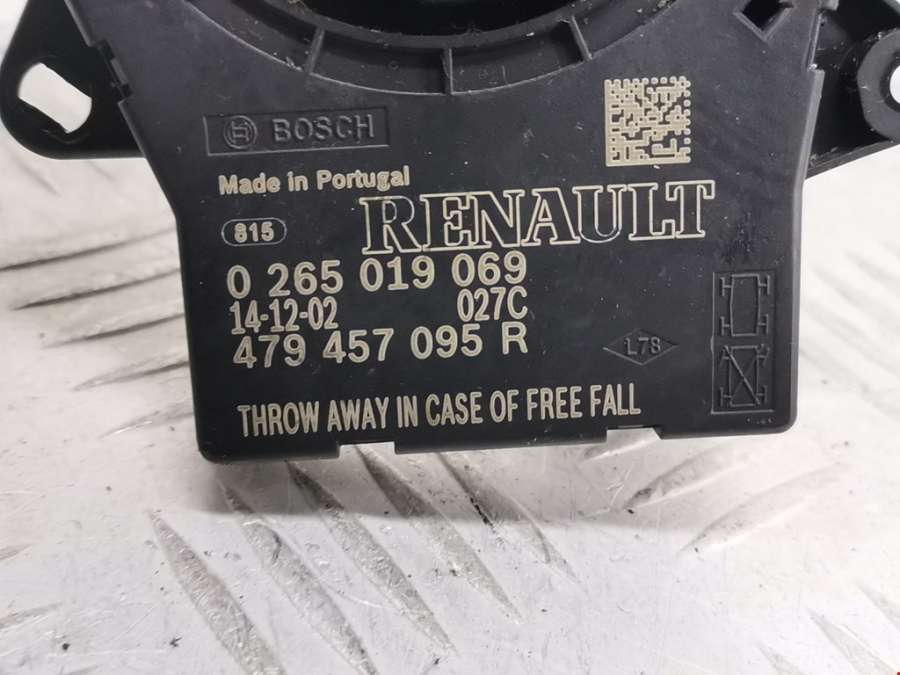 BOSCH
Made in Portugal
815
RENAULT
0 265 019 069
14-12-02 027C
479 457 095 R
L78
THROW AWAY IN CASE OF FREE FALL